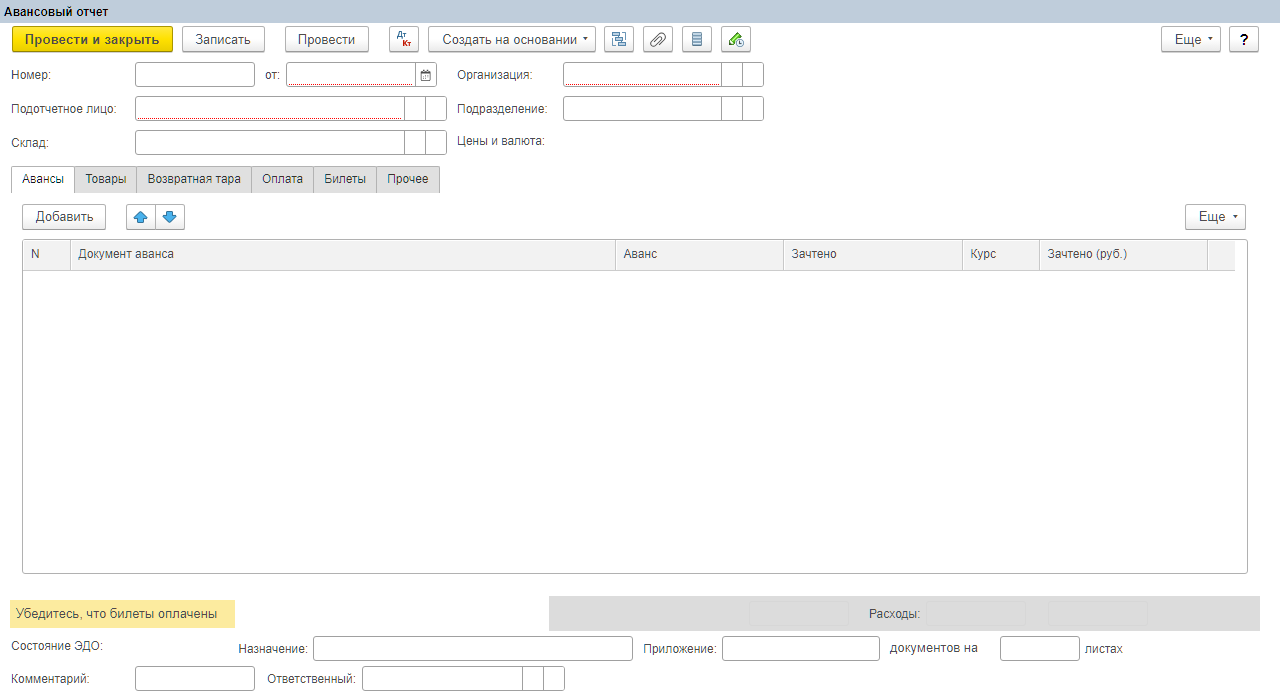 Авансовый отчет
Провести и закрыть Записать Провести Дт Кт Создать на основании Еще ?
Номер: от: Организация:
Подотчетное лицо: Подразделение:
Склад: Цены и валюта:
Авансы Товары Возвратная тара Оплата Билеты Прочее
Добавить Еще
N Документ аванса Аванс Зачтено Курс Зачтено (руб.)
Убедитесь, что билеты оплачены Расходы:
Состояние ЭДО: Назначение: Приложение: документов на листах
Комментарий: Ответственный: